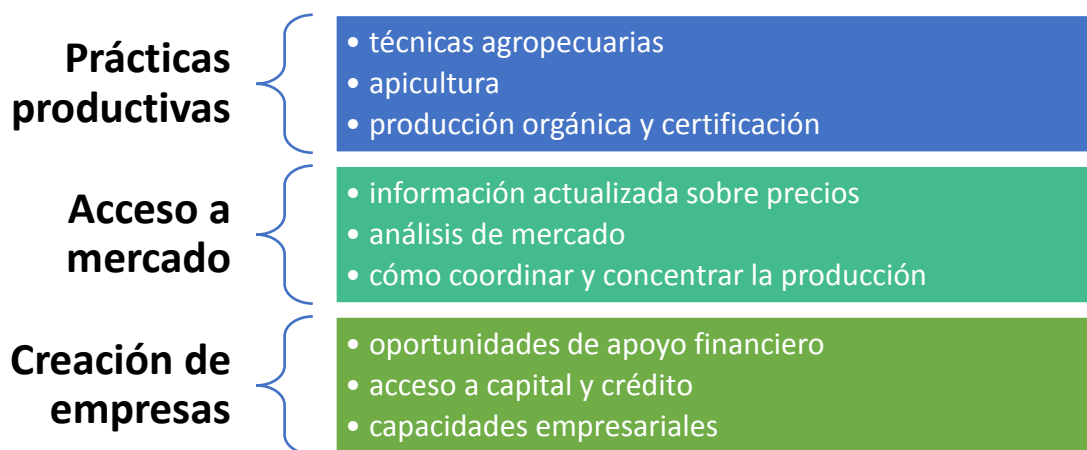 Prácticas
productivas
• técnicas agropecuarias
• apicultura
• producción orgánica y certificación
Acceso a
mercado
• información actualizada sobre precios
• análisis de mercado
• cómo coordinar y concentrar la producción
Creación de
empresas
• oportunidades de apoyo financiero
• acceso a capital y crédito
• capacidades empresariales